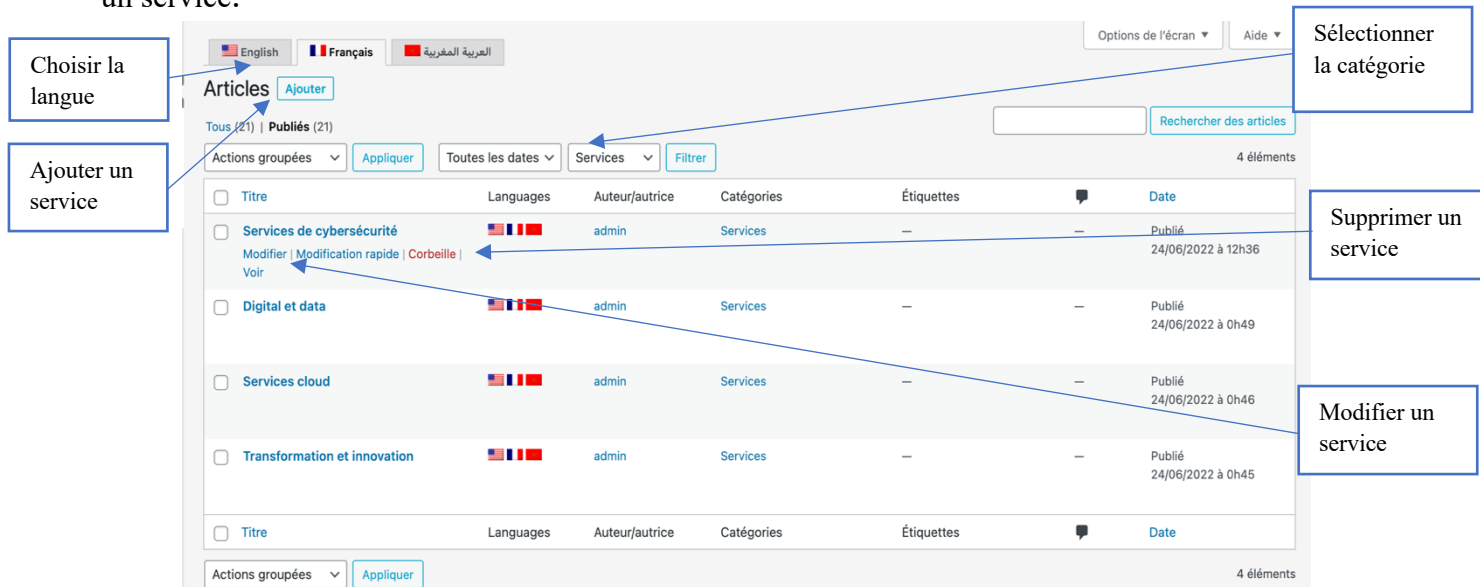 un service.
Choisir la
langue
Ajouter un
service
Sélectionner
la catégorie
Supprimer un
service
Modifier un
service
English Français العربية المغربية
Options de l'écran ▼ Aide ▼
Articles Ajouter
Tous (21) | Publiés (21)
Rechercher des articles
Actions groupées Appliquer Toutes les dates Services Filtrer 4 éléments
Titre Languages Auteur/autrice Catégories Étiquettes Date
Services de cybersécurité admin Services — — Publié
24/06/2022 à 12h36
Modifier | Modification rapide | Corbeille |
Voir
Digital et data admin Services — — Publié
24/06/2022 à 0h49
Services cloud admin Services — — Publié
24/06/2022 à 0h46
Transformation et innovation admin Services — — Publié
24/06/2022 à 0h45
Titre Languages Auteur/autrice Catégories Étiquettes Date
Actions groupées Appliquer 4 éléments